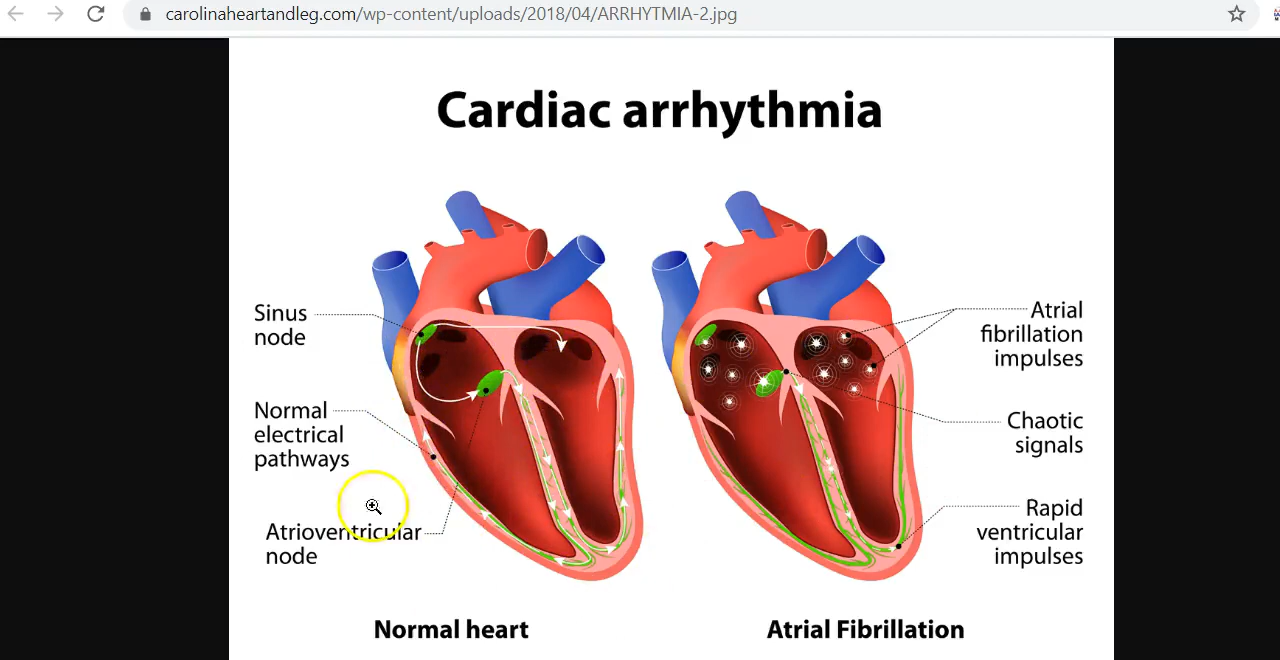 carolinaheartandleg.com/wp-content/uploads/2018/04/ARRHYTMIA-2.jpg
Cardiac arrhythmia
Sinus
node
Normal
electrical
pathways
Atrioventricular
node
Atrial
fibrillation
impulses
Chaotic
signals
Rapid
ventricular
impulses
Normal heart
Atrial Fibrillation